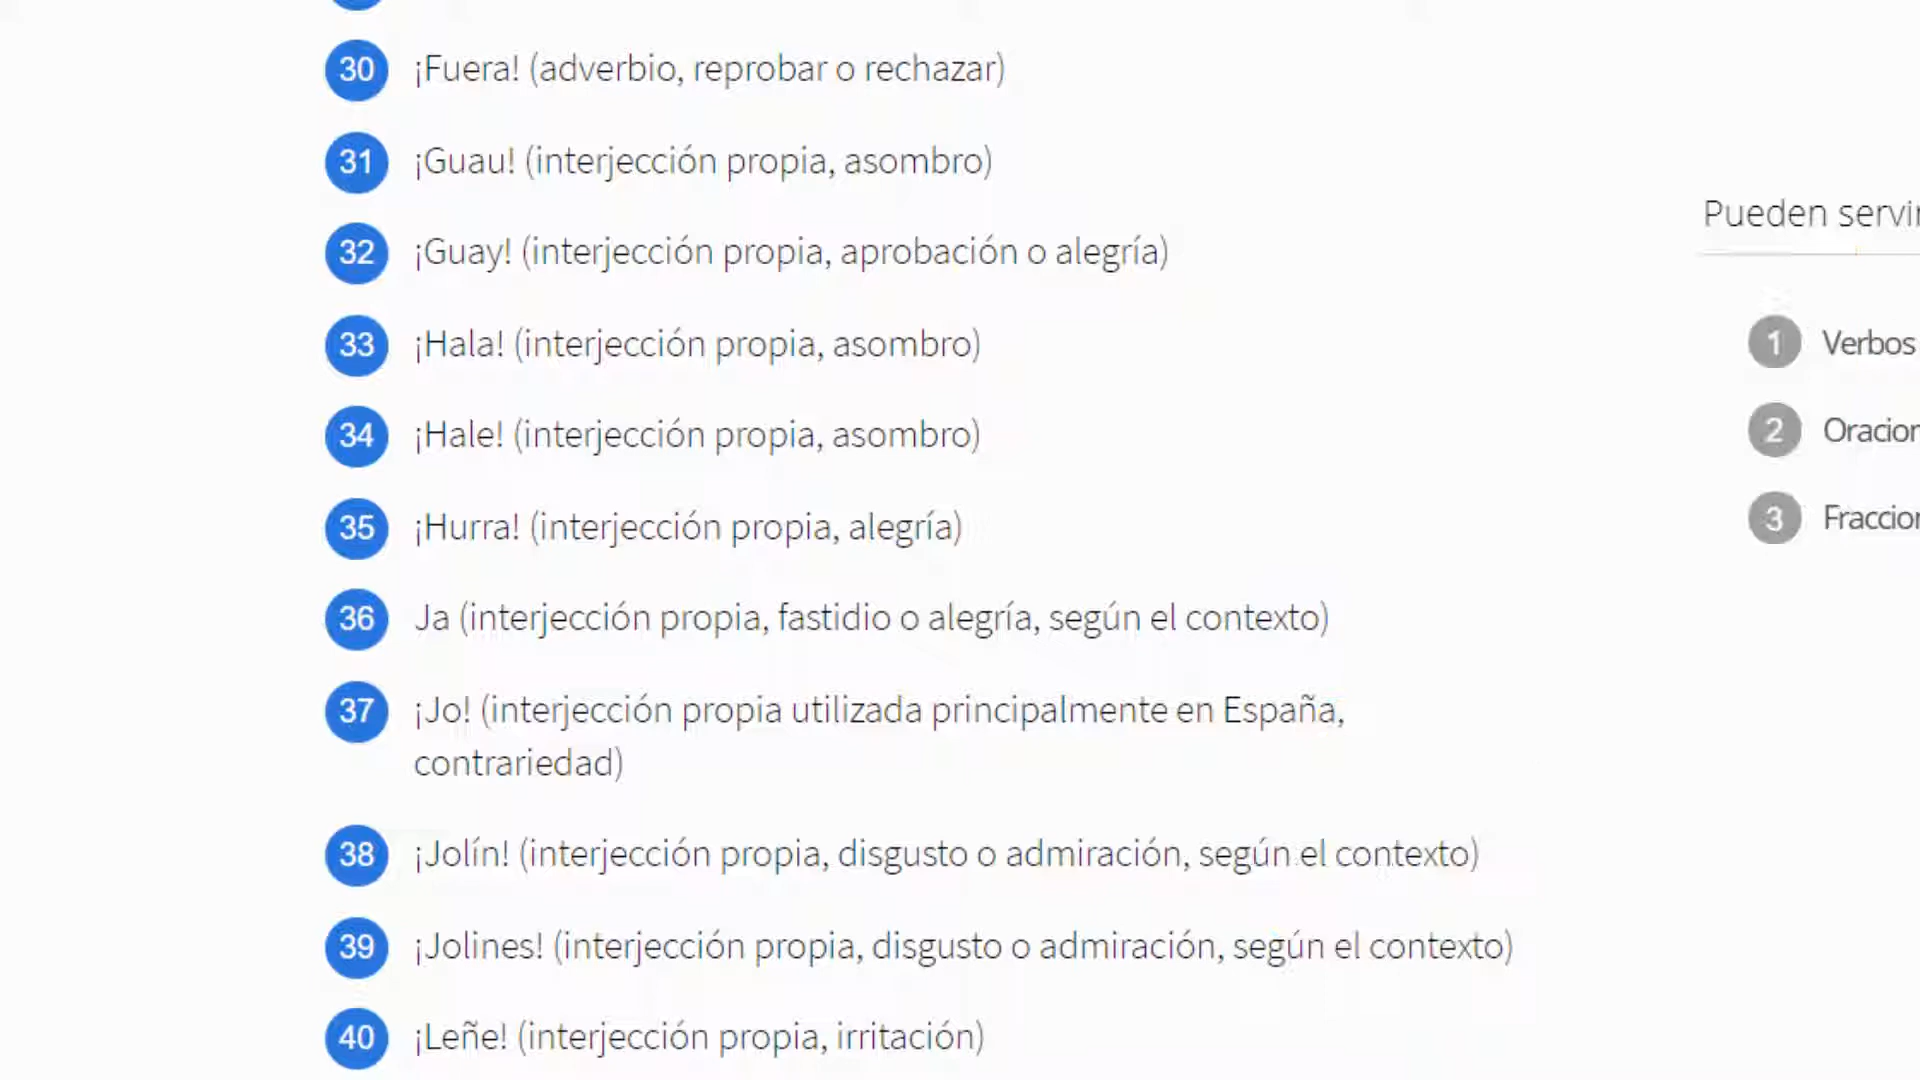 30 ¡Fuera! (adverbio, reprobar o rechazar)
31 ¡Guau! (interjección propia, asombro)
32 ¡Guay! (interjección propia, aprobación o alegría)
33 ¡Hala! (interjección propia, asombro)
34 ¡Hale! (interjección propia, asombro)
35 ¡Hurra! (interjección propia, alegría)
36 Ja (interjección propia, fastidio o alegría, según el contexto)
37 ¡Jo! (interjección propia utilizada principalmente en España,
contrariedad)
38 ¡Jolín! (interjección propia, disgusto o admiración, según el contexto)
39 ¡Jolines! (interjección propia, disgusto o admiración, según el contexto)
40 ¡Leñe! (interjección propia, irritación)
Pueden servir
1 Verbos
2 Oracion
3 Fraccion